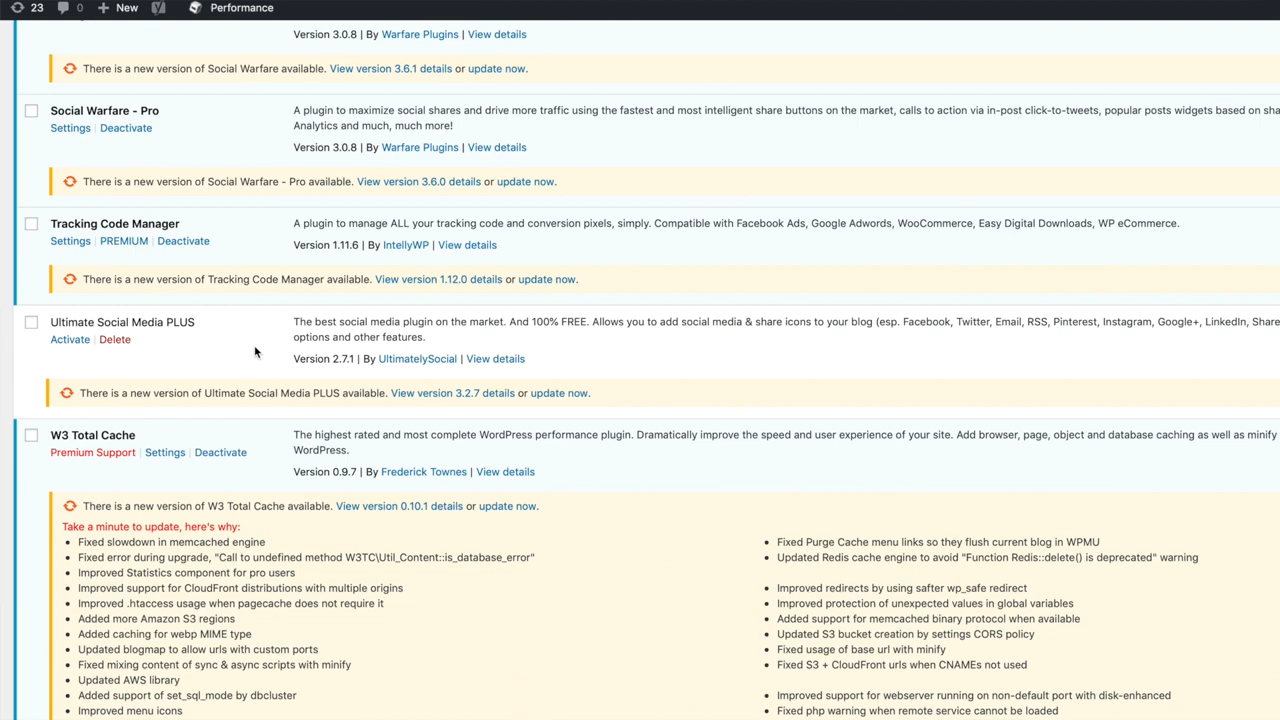 23 0 New Performance
Version 3.0.8 | By Warfare Plugins | View details
There is a new version of Social Warfare available. View version 3.6.1 details or update now.
Social Warfare - Pro
Settings | Deactivate
A plugin to maximize social shares and drive more traffic using the fastest and most intelligent share buttons on the market, calls to action via in-post click-to-tweets, popular posts widgets based on sha
Analytics and much, much more!
Version 3.0.8 | By Warfare Plugins | View details
There is a new version of Social Warfare - Pro available. View version 3.6.0 details or update now.
Tracking Code Manager
Settings | PREMIUM | Deactivate
A plugin to manage ALL your tracking code and conversion pixels, simply. Compatible with Facebook Ads, Google Adwords, WooCommerce, Easy Digital Downloads, WP eCommerce.
Version 1.11.6 | By IntellyWP | View details
There is a new version of Tracking Code Manager available. View version 1.12.0 details or update now.
Ultimate Social Media PLUS
Activate | Delete
The best social media plugin on the market. And 100% FREE. Allows you to add social media & share icons to your blog (esp. Facebook, Twitter, Email, RSS, Pinterest, Instagram, Google+, LinkedIn, Share
options and other features.
Version 2.7.1 | By UltimatelySocial | View details
There is a new version of Ultimate Social Media PLUS available. View version 3.2.7 details or update now.
W3 Total Cache
Premium Support | Settings | Deactivate
The highest rated and most complete WordPress performance plugin. Dramatically improve the speed and user experience of your site. Add browser, page, object and database caching as well as minify
WordPress.
Version 0.9.7 | By Frederick Townes | View details
There is a new version of W3 Total Cache available. View version 0.10.1 details or update now.
Take a minute to update, here's why:
• Fixed slowdown in memcached engine
• Fixed error during upgrade, "Call to undefined method W3TC\Util_Content::is_database_error"
• Improved Statistics component for pro users
• Improved support for CloudFront distributions with multiple origins
• Improved .htaccess usage when pagecache does not require it
• Added more Amazon S3 regions
• Added caching for webp MIME type
• Updated blogmap to allow urls with custom ports
• Fixed mixing content of sync & async scripts with minify
• Updated AWS library
• Added support of set_sql_mode by dbcluster
• Improved menu icons
• Fixed Purge Cache menu links so they flush current blog in WPMU
• Updated Redis cache engine to avoid "Function Redis::delete() is deprecated" warning
• Improved redirects by using safter wp_safe redirect
• Improved protection of unexpected values in global variables
• Added support for memcached binary protocol when available
• Updated S3 bucket creation by settings CORS policy
• Fixed usage of base url with minify
• Fixed S3 + CloudFront urls when CNAMEs not used
• Improved support for webserver running on non-default port with disk-enhanced
• Fixed php warning when remote service cannot be loaded